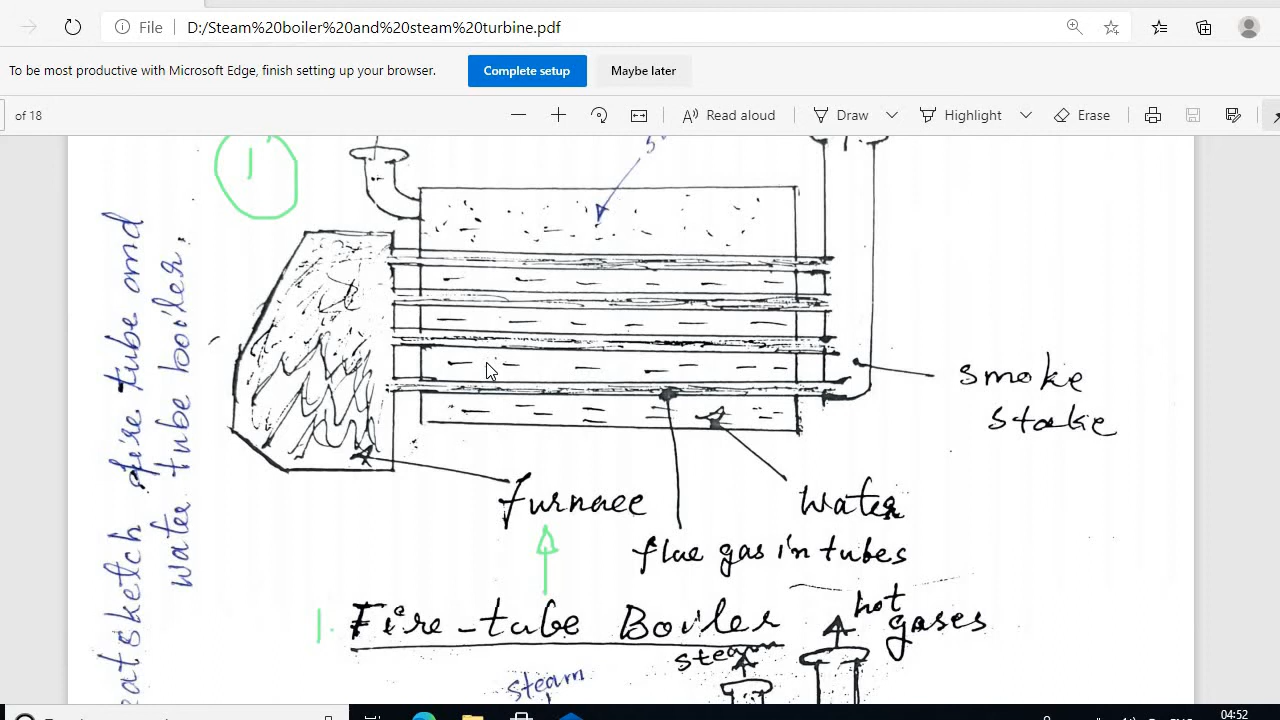 File D:/Steam%20boiler%20and%20steam%20turbine.pdf
To be most productive with Microsoft Edge, finish setting up your browser. Complete setup Maybe later
of 18 Read aloud Draw Highlight Erase
1
fire tube and
water tube boiler.
smoke
stake
furnace
water
flue gas in tubes
1. Fire-tube Boiler
hot
gases
steam
steam
04:52